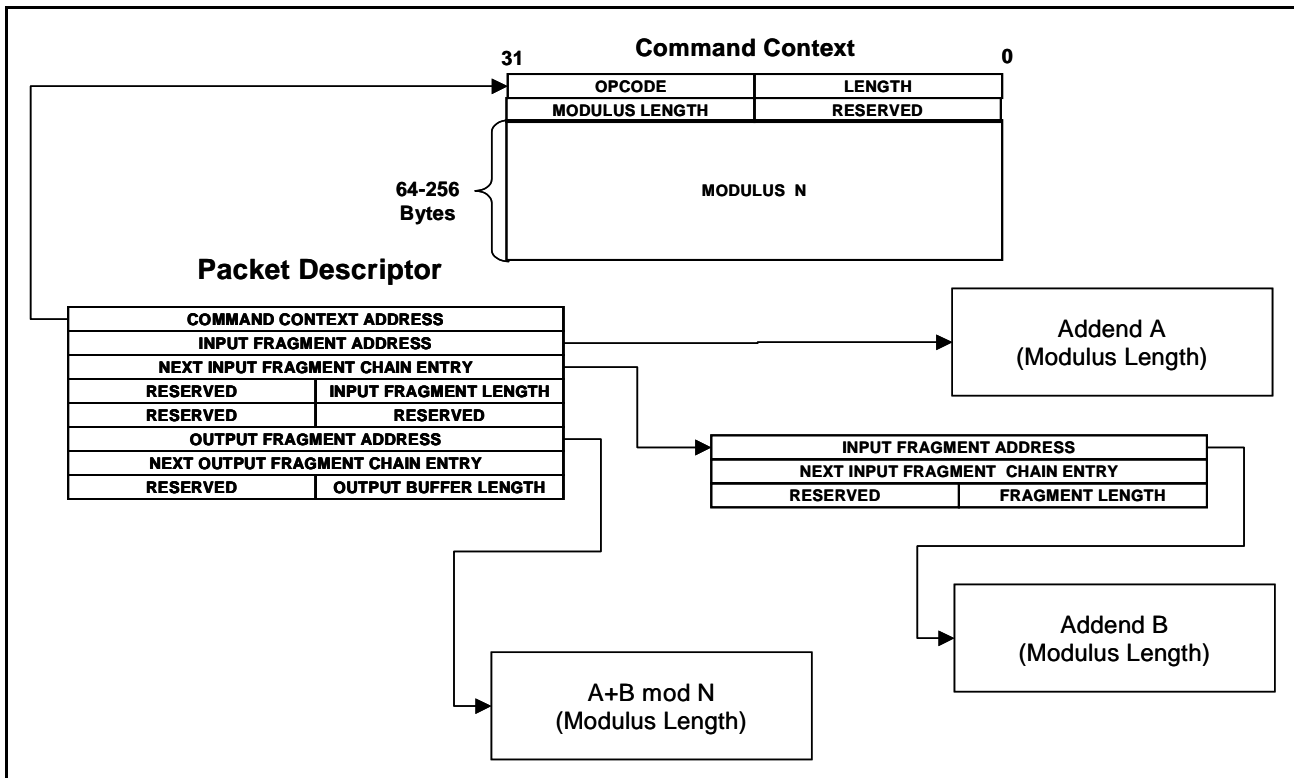 Command Context
31 0
OPCODE LENGTH
MODULUS LENGTH RESERVED
64-256
Bytes
MODULUS N
Packet Descriptor
COMMAND CONTEXT ADDRESS
INPUT FRAGMENT ADDRESS
NEXT INPUT FRAGMENT CHAIN ENTRY
RESERVED INPUT FRAGMENT LENGTH
RESERVED RESERVED
OUTPUT FRAGMENT ADDRESS
NEXT OUTPUT FRAGMENT CHAIN ENTRY
RESERVED OUTPUT BUFFER LENGTH
Addend A
(Modulus Length)
INPUT FRAGMENT ADDRESS
NEXT INPUT FRAGMENT CHAIN ENTRY
RESERVED FRAGMENT LENGTH
Addend B
(Modulus Length)
A+B mod N
(Modulus Length)